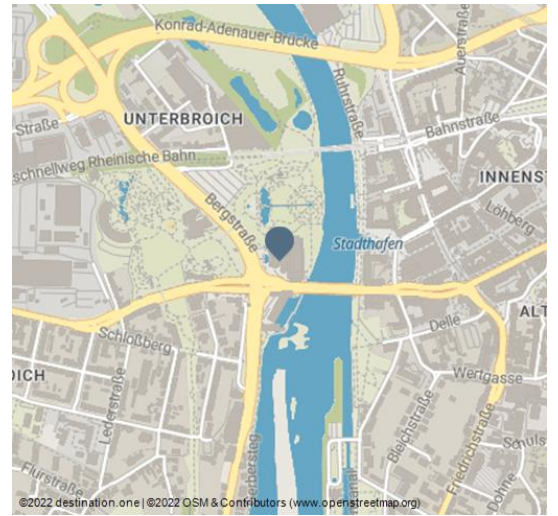 Konrad-Adenauer-Brücke
Auerstraße
Ruhrstraße
UNTERBROICH
Straße
Bahnstraße
schnellweg Rheinische Bahn
INNENST
Löhberg
Bergstraße
Stadthafen
Delle
ALT
Schloßberg
Wertgasse
OICH
Lederstraße
Bleichstraße
Friedrichstraße
Schuls
Flurstraße
Dohne
©2022 destination.one | ©2022 OSM & Contributors (www.openstreetmap.org)